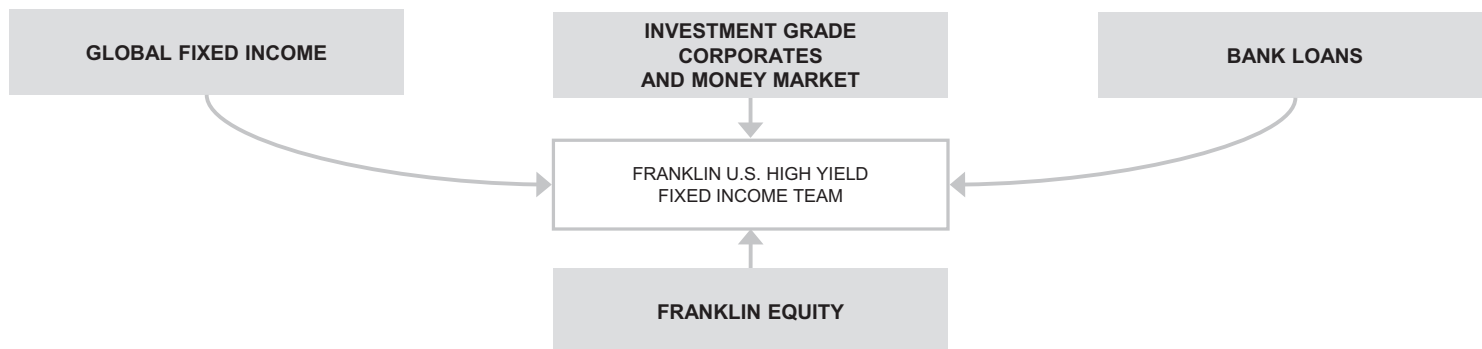 GLOBAL FIXED INCOME
INVESTMENT GRADE
CORPORATES
AND MONEY MARKET
BANK LOANS
FRANKLIN U.S. HIGH YIELD
FIXED INCOME TEAM
FRANKLIN EQUITY